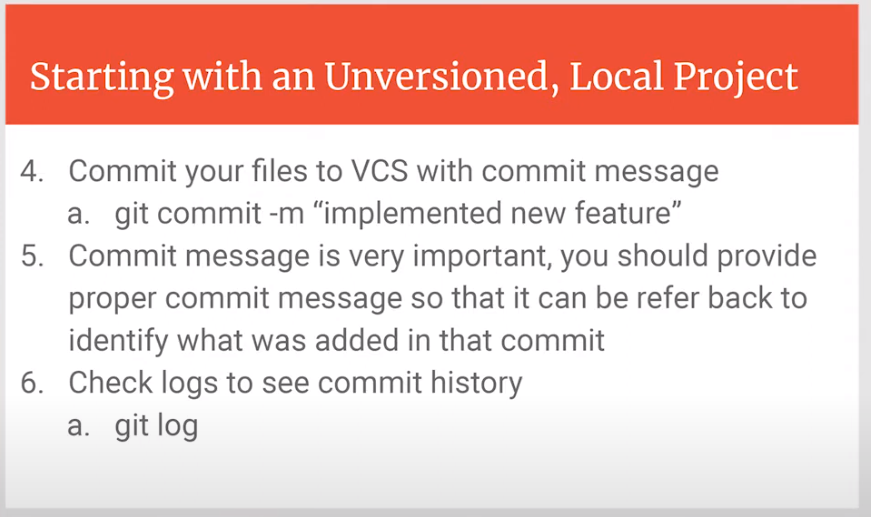 Starting with an Unversioned, Local Project
4. Commit your files to VCS with commit message
a. git commit -m “implemented new feature”
5. Commit message is very important, you should provide
proper commit message so that it can be refer back to
identify what was added in that commit
6. Check logs to see commit history
a. git log